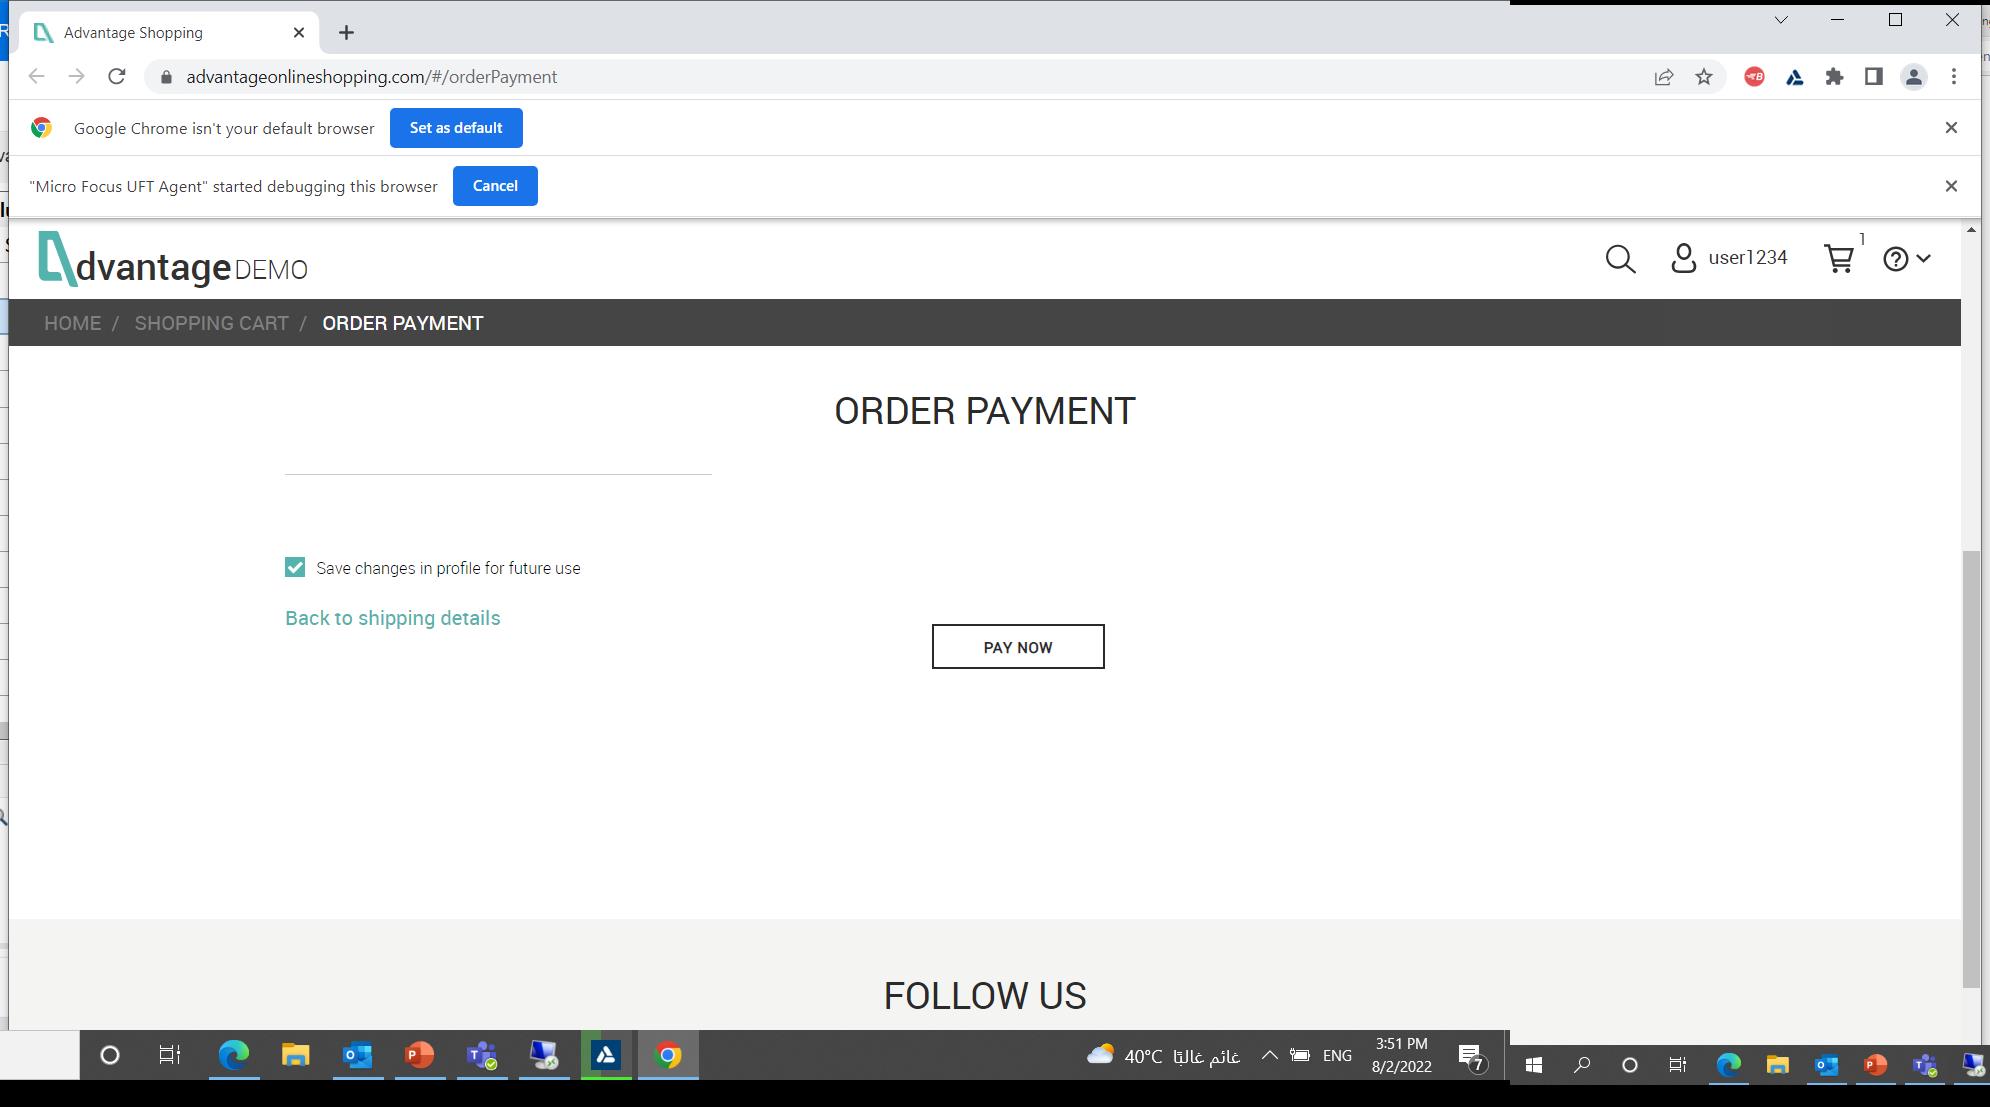 Advantage Shopping
advantageonlineshopping.com/#/orderPayment
Google Chrome isn't your default browser
Set as default
"Micro Focus UFT Agent" started debugging this browser
Cancel
dvantage DEMO
user1234
1
HOME / SHOPPING CART / ORDER PAYMENT
ORDER PAYMENT
Save changes in profile for future use
Back to shipping details
PAY NOW
FOLLOW US
40°C غائم غالبًا
ENG
3:51 PM
8/2/2022
7